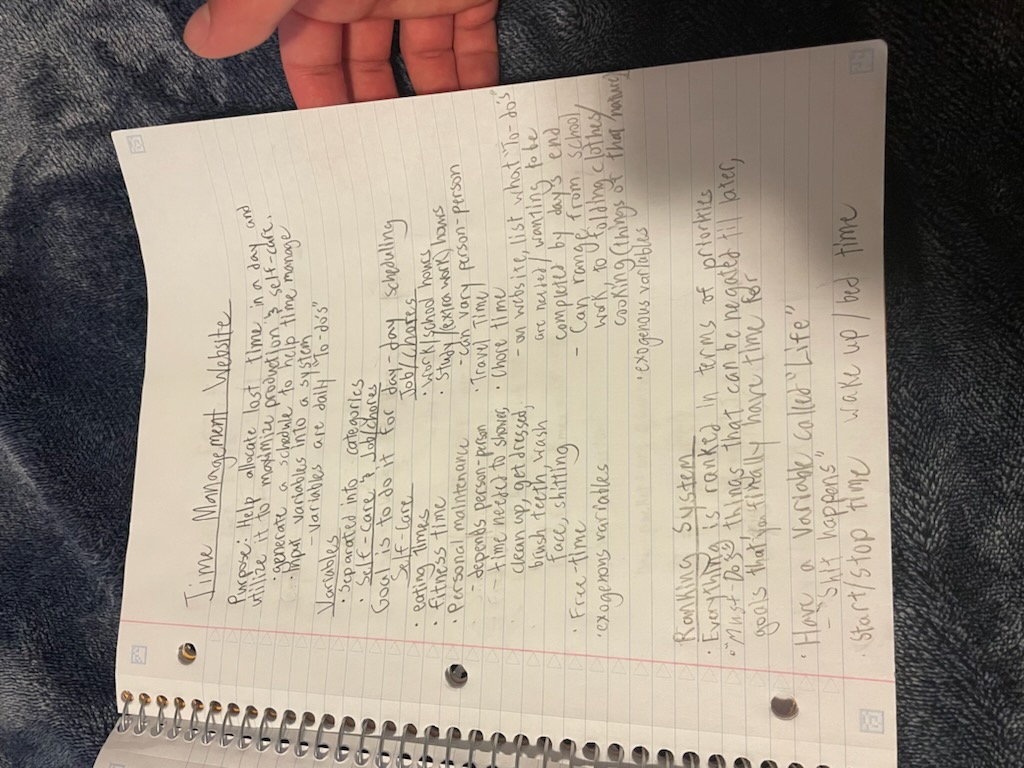 Time Management Website
Purpose: Help allocate lost time in a day and
utilize it to maximize production & self-care.
· generate a schedule to help time manage
· Input variables into a system
- variables are daily "To-do's"
Variables
· Separated into categories
· Self-Care & Job/chores
Goal is to do it for day-day scheduling
Self-Care
· eating times
· fitness time
· Personal maintenance
- depends person-person
- time needed to shower,
clean up, get dressed,
brush teeth, wash
face, shitting
· Free-time
· exogenous variables
Job/Chores
· Work/school hours
· Study/(extra work) hours
- can vary person-person
· Travel Time
· Chore time
- on website, list what "To-do's"
are needed/wanting to be
completed by day's end
- Can range from school
work, to folding clothes/
cooking (things of that nature)
· exogenous variables
Ranking System
· Everything is ranked in terms of priorities
· "Must-Do's", things that can be negated til later,
goals that you finally have time for
· Have a variable called "Life"
- "Shit happens"
· Start/stop time wake up / bed time